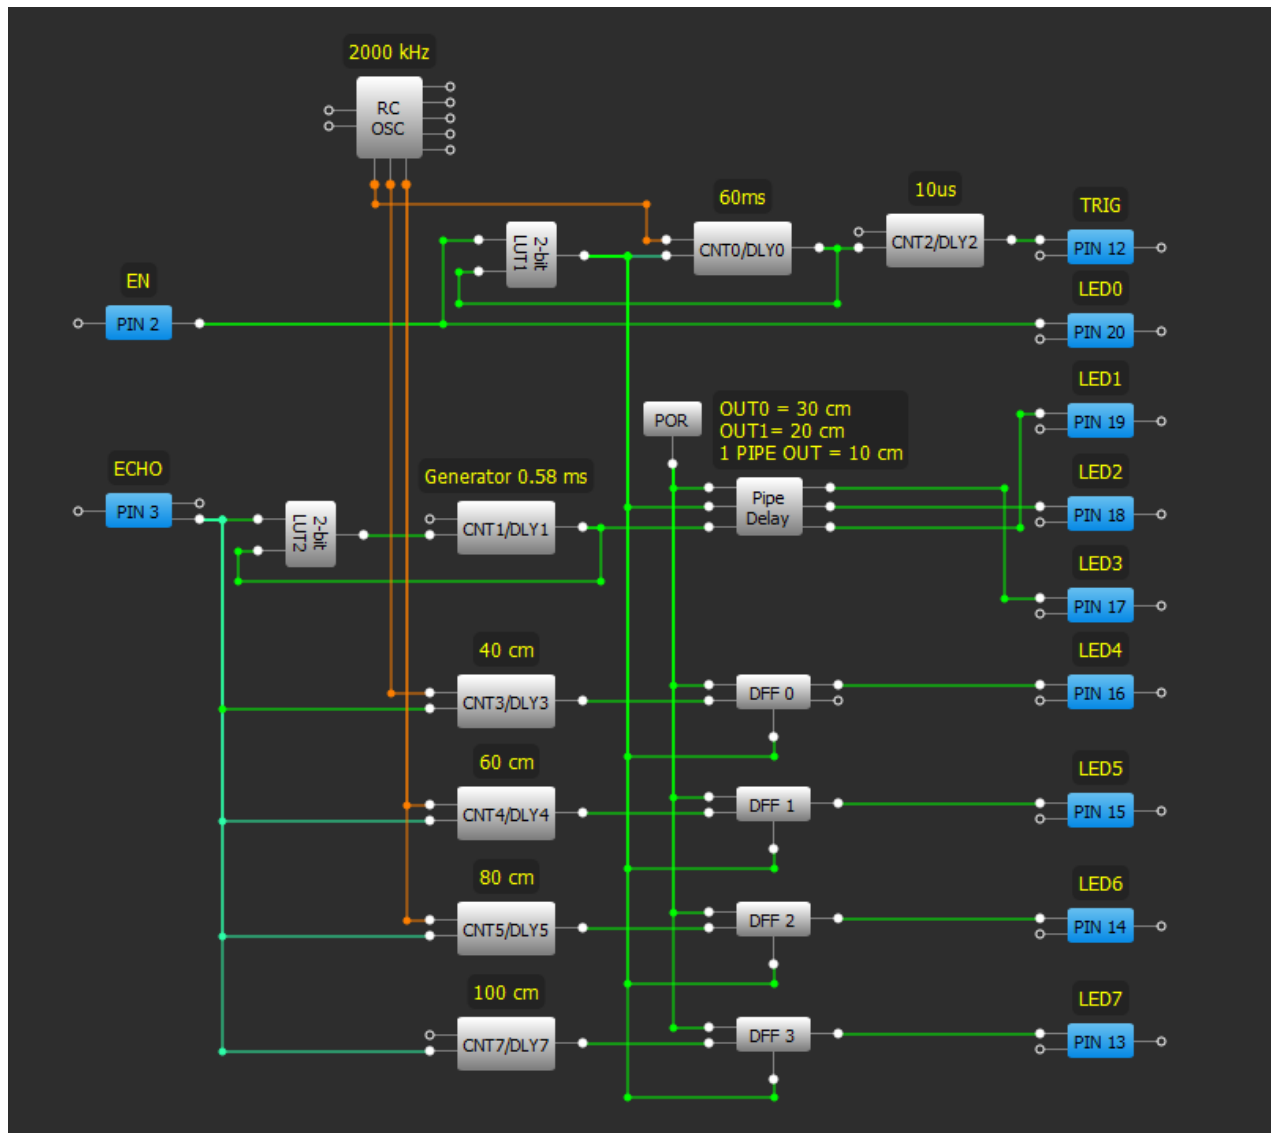 2000 kHz
RC
OSC
60ms
10us
TRIG
2-bit
LUT1
CNT0/DLY0
CNT2/DLY2
PIN 12
EN
LED0
PIN 2
PIN 20
LED1
POR
OUT0 = 30 cm
OUT1= 20 cm
1 PIPE OUT = 10 cm
PIN 19
ECHO
Generator 0.58 ms
LED2
PIN 3
2-bit
LUT2
CNT1/DLY1
Pipe
Delay
PIN 18
LED3
PIN 17
40 cm
LED4
CNT3/DLY3
DFF 0
PIN 16
60 cm
LED5
CNT4/DLY4
DFF 1
PIN 15
80 cm
LED6
CNT5/DLY5
DFF 2
PIN 14
100 cm
LED7
CNT7/DLY7
DFF 3
PIN 13